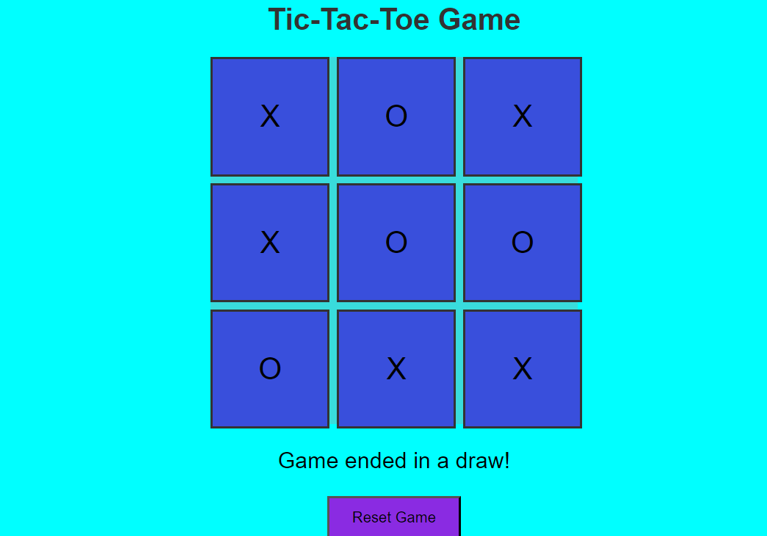 Tic-Tac-Toe Game
X O X
X O O
O X X
Game ended in a draw!
Reset Game